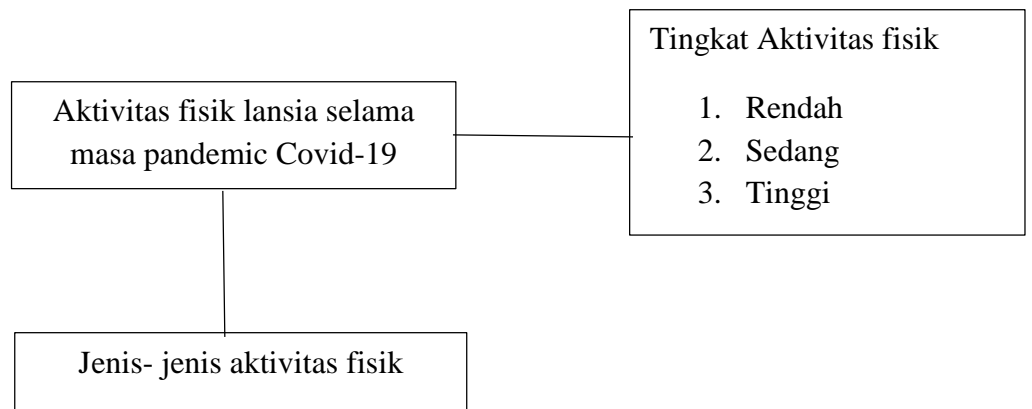 Tingkat Aktivitas fisik
1. Rendah
2. Sedang
3. Tinggi
Aktivitas fisik lansia selama
masa pandemic Covid-19
Jenis- jenis aktivitas fisik